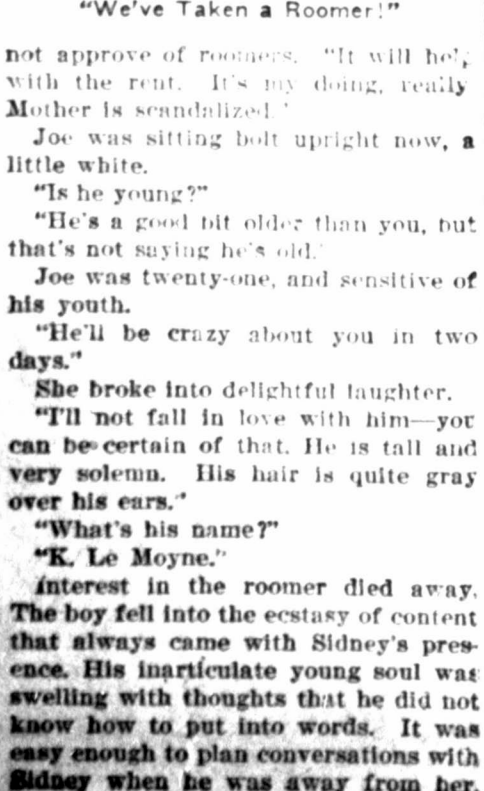 "We've Taken a Roomer!"
not approve of roomers. "It will help
with the rent. It's my doing, really
Mother is scandalized.'
Joe was sitting bolt upright now, a
little white.
"Is he young?"
"He's a good bit older than you, but
that's not saying he's old.'
Joe was twenty-one, and sensitive of
his youth.
"He'll be crazy about you in two
days."
She broke into delightful laughter.
"I'll not fall in love with him—you
can be certain of that. He is tall and
very solemn. His hair is quite gray
over his ears."
"What's his name?"
"K. Le Moyne."
Interest in the roomer died away.
The boy fell into the ecstasy of content
that always came with Sidney's pres-
ence. His inarticulate young soul was
swelling with thoughts that he did not
know how to put into words. It was
easy enough to plan conversations with
Sidney when he was away from her.